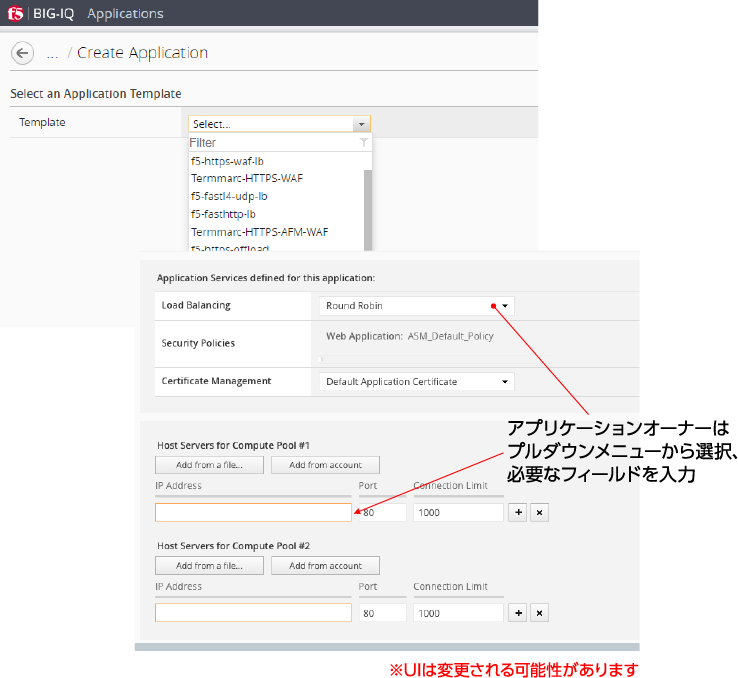 f5 BIG-IQ Applications
... / Create Application
Select an Application Template
Template
Select...
Filter
f5-https-waf-lb
Termmarc-HTTPS-WAF
f5-fastl4-udp-lb
f5-fasthttp-lb
Termmarc-HTTPS-AFM-WAF
f5-https-offload
Application Services defined for this application:
Load Balancing Round Robin
Security Policies Web Application: ASM_Default_Policy
Certificate Management Default Application Certificate
アプリケーションオーナーは
プルダウンメニューから選択、
必要なフィールドを入力
Host Servers for Compute Pool #1
Add from a file... Add from account
IP Address Port Connection Limit
80 1000 + ×
Host Servers for Compute Pool #2
Add from a file... Add from account
IP Address Port Connection Limit
80 1000 + ×
※UIは変更される可能性があります